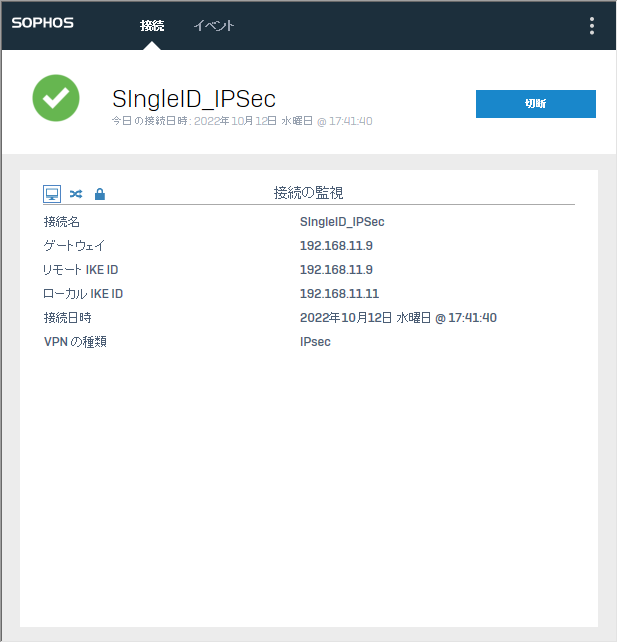 SOPHOS 接続 イベント
SIngleID_IPSec
切断
今日の接続日時: 2022年10月12日 水曜日 @ 17:41:40
接続の監視
接続名 SIngleID_IPSec
ゲートウェイ 192.168.11.9
リモート IKE ID 192.168.11.9
ローカル IKE ID 192.168.11.11
接続日時 2022年10月12日 水曜日 @ 17:41:40
VPN の種類 IPsec